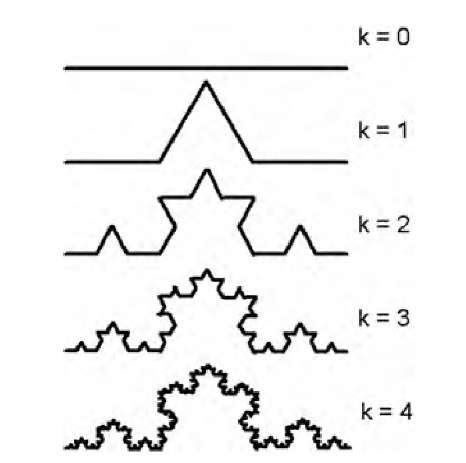 k = 0
k = 1
k = 2
k = 3
k = 4